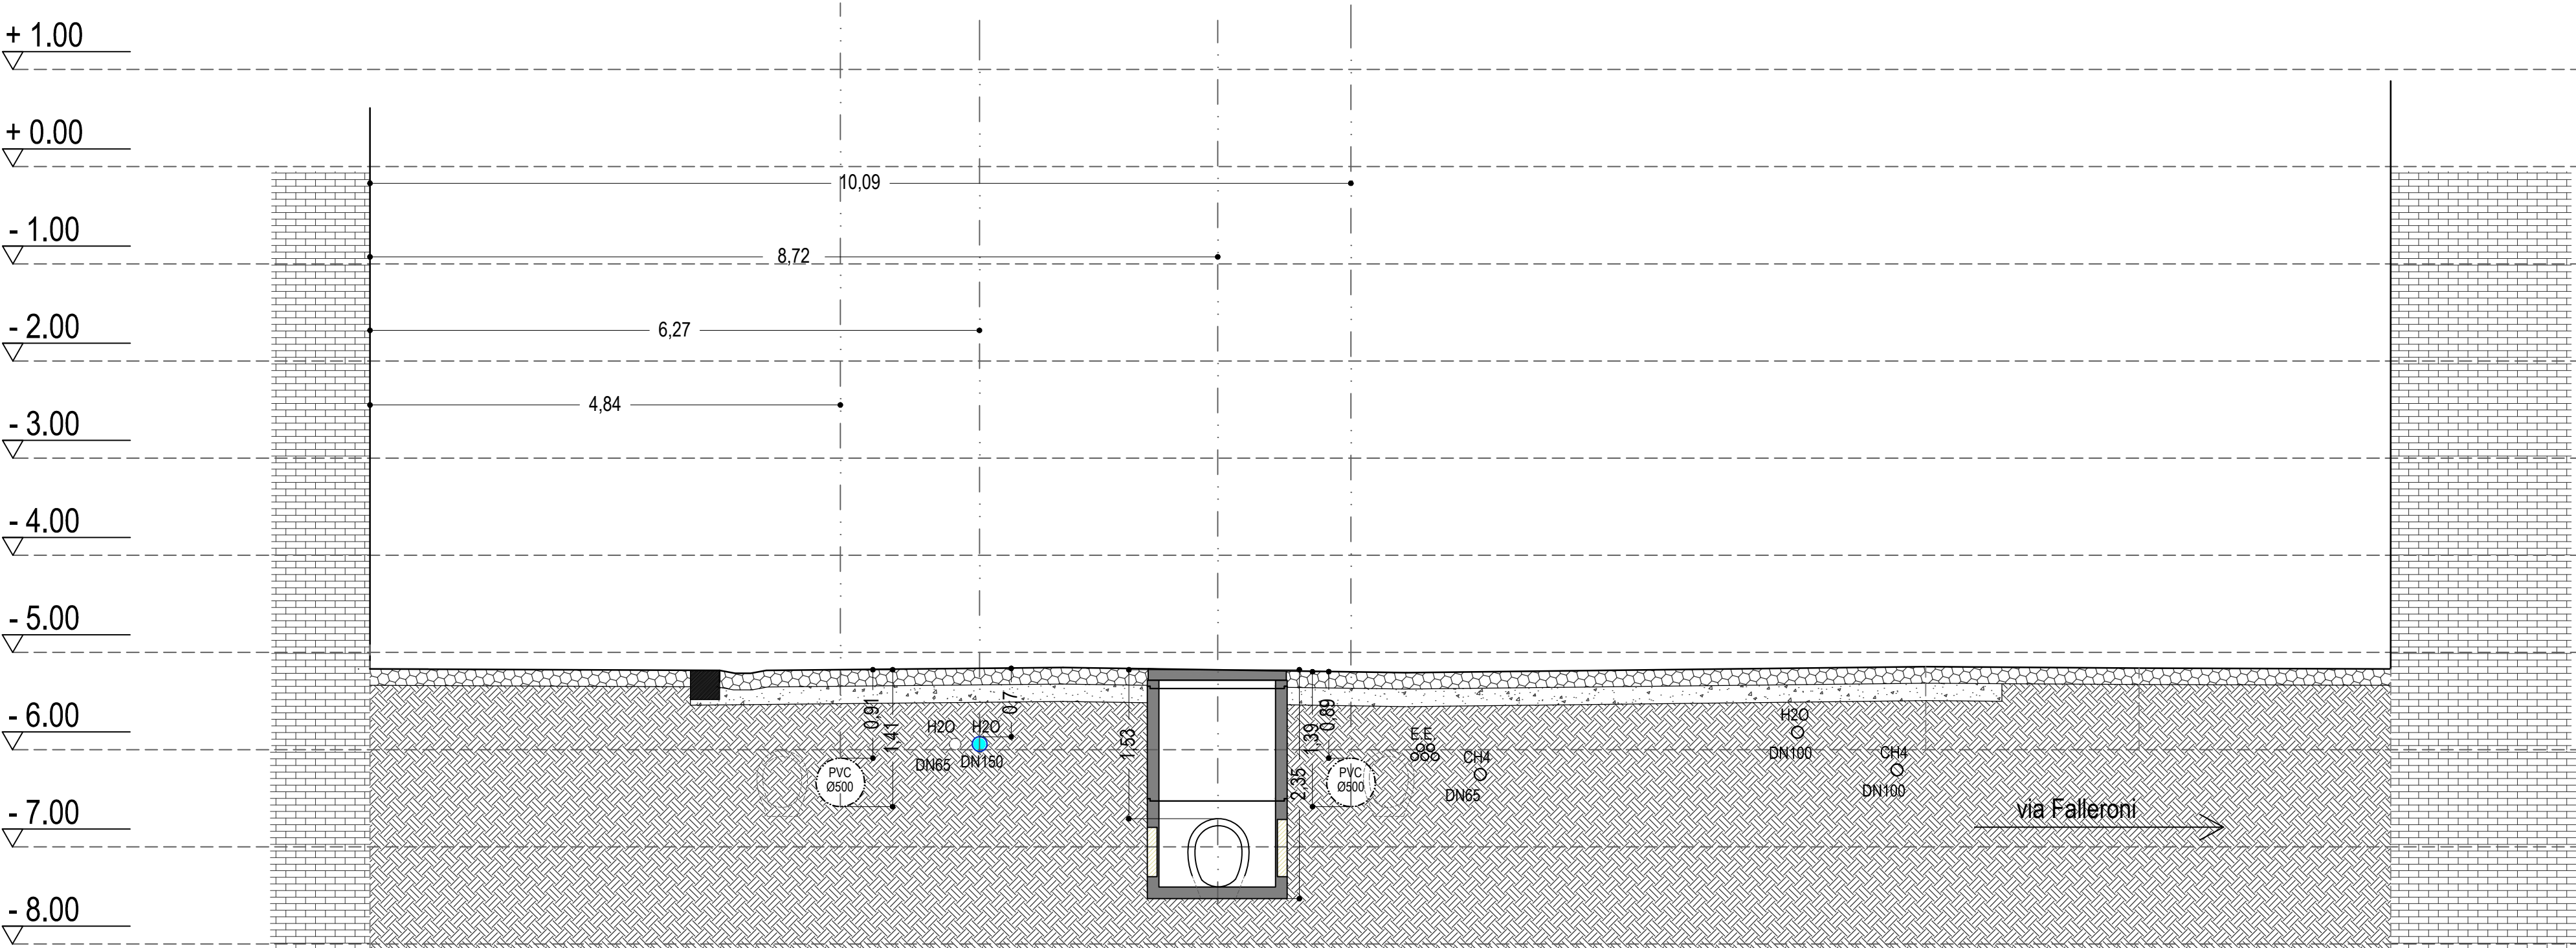 + 1.00
+ 0.00
10,09
- 1.00
8,72
- 2.00
6,27
- 3.00
4,84
- 4.00
- 5.00
- 6.00
0,91
1,41
H2O
H2O
0,7
DN65
DN150
PVC
Ø500
1,53
2,35
1,39
0,89
PVC
Ø500
E.E.
CH4
DN65
H2O
DN100
CH4
DN100
- 7.00
via Falleroni
- 8.00